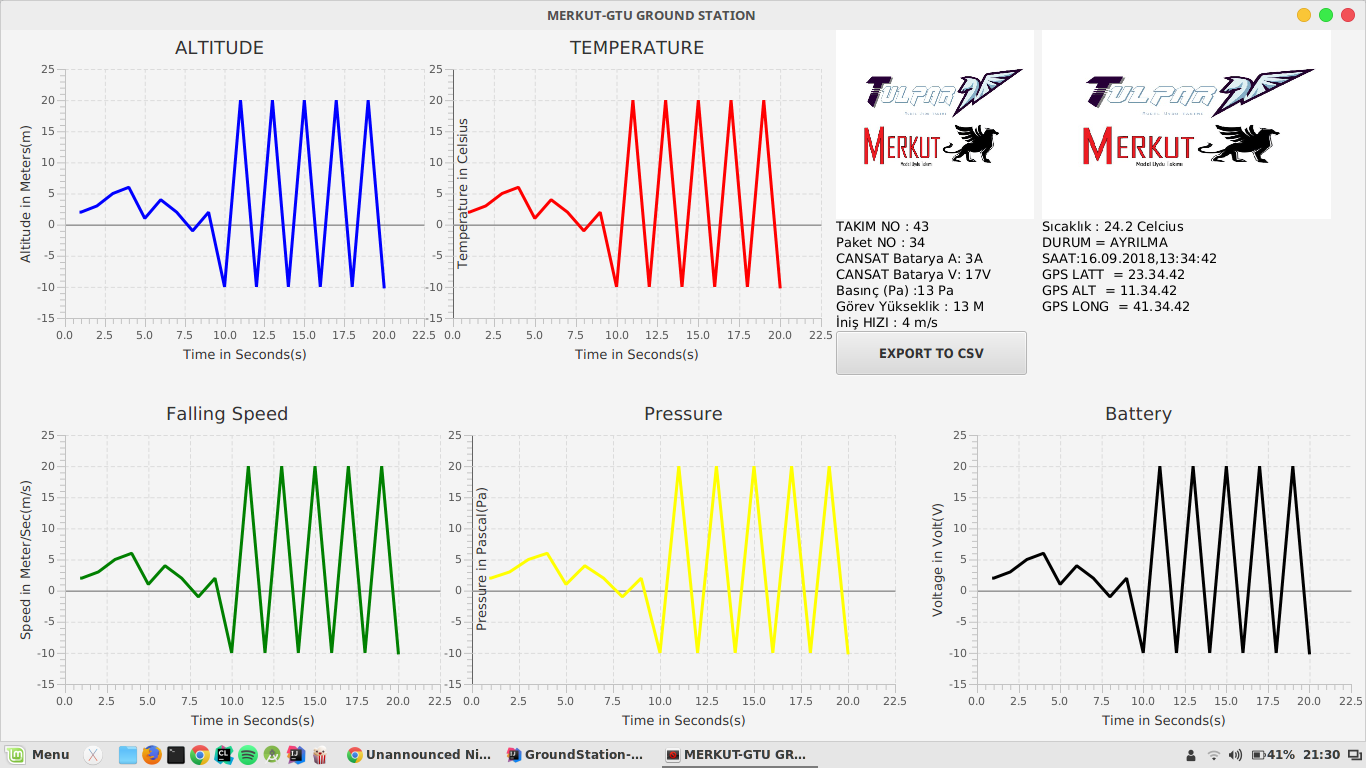 MERKUT-GTU GROUND STATION
ALTITUDE
25
20
15
10
5
0
-5
-10
-15
Altitude in Meters(m)
0.0 2.5 5.0 7.5 10.0 12.5 15.0 17.5 20.0 22.5
Time in Seconds(s)
TEMPERATURE
25
20
15
10
5
0
-5
-10
-15
Temperature in Celsius
0.0 2.5 5.0 7.5 10.0 12.5 15.0 17.5 20.0 22.5
Time in Seconds(s)
TULPAR
MERKUT
Model Uydu Takımı
TULPAR
MERKUT
Model Uydu Takımı
TAKIM NO : 43
Paket NO : 34
CANSAT Batarya A: 3A
CANSAT Batarya V: 17V
Basınç (Pa) :13 Pa
Görev Yükseklik : 13 M
İniş HIZI : 4 m/s
Sıcaklık : 24.2 Celcius
DURUM = AYRILMA
SAAT:16.09.2018,13:34:42
GPS LATT = 23.34.42
GPS ALT = 11.34.42
GPS LONG = 41.34.42
EXPORT TO CSV
Falling Speed
25
20
15
10
5
0
-5
-10
-15
Speed in Meter/Sec(m/s)
0.0 2.5 5.0 7.5 10.0 12.5 15.0 17.5 20.0 22.5
Time in Seconds(s)
Pressure
25
20
15
10
5
0
-5
-10
-15
Pressure in Pascal(Pa)
0.0 2.5 5.0 7.5 10.0 12.5 15.0 17.5 20.0 22.5
Time in Seconds(s)
Battery
25
20
15
10
5
0
-5
-10
-15
Voltage in Volt(V)
0.0 2.5 5.0 7.5 10.0 12.5 15.0 17.5 20.0 22.5
Time in Seconds(s)
Menu X CL IJ Unannounced Ni... IJ GroundStation-... MERKUT-GTU GR... 41% 21:30